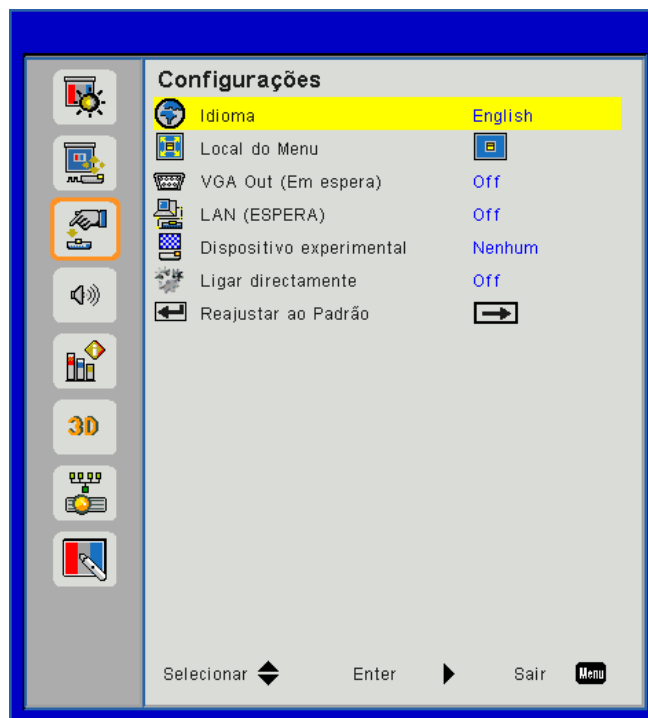 Configurações
Idioma English
Local do Menu
VGA Out (Em espera) Off
LAN (ESPERA) Off
Dispositivo experimental Nenhum
Ligar directamente Off
Reajustar ao Padrão
3D
Selecionar Enter Sair Menu